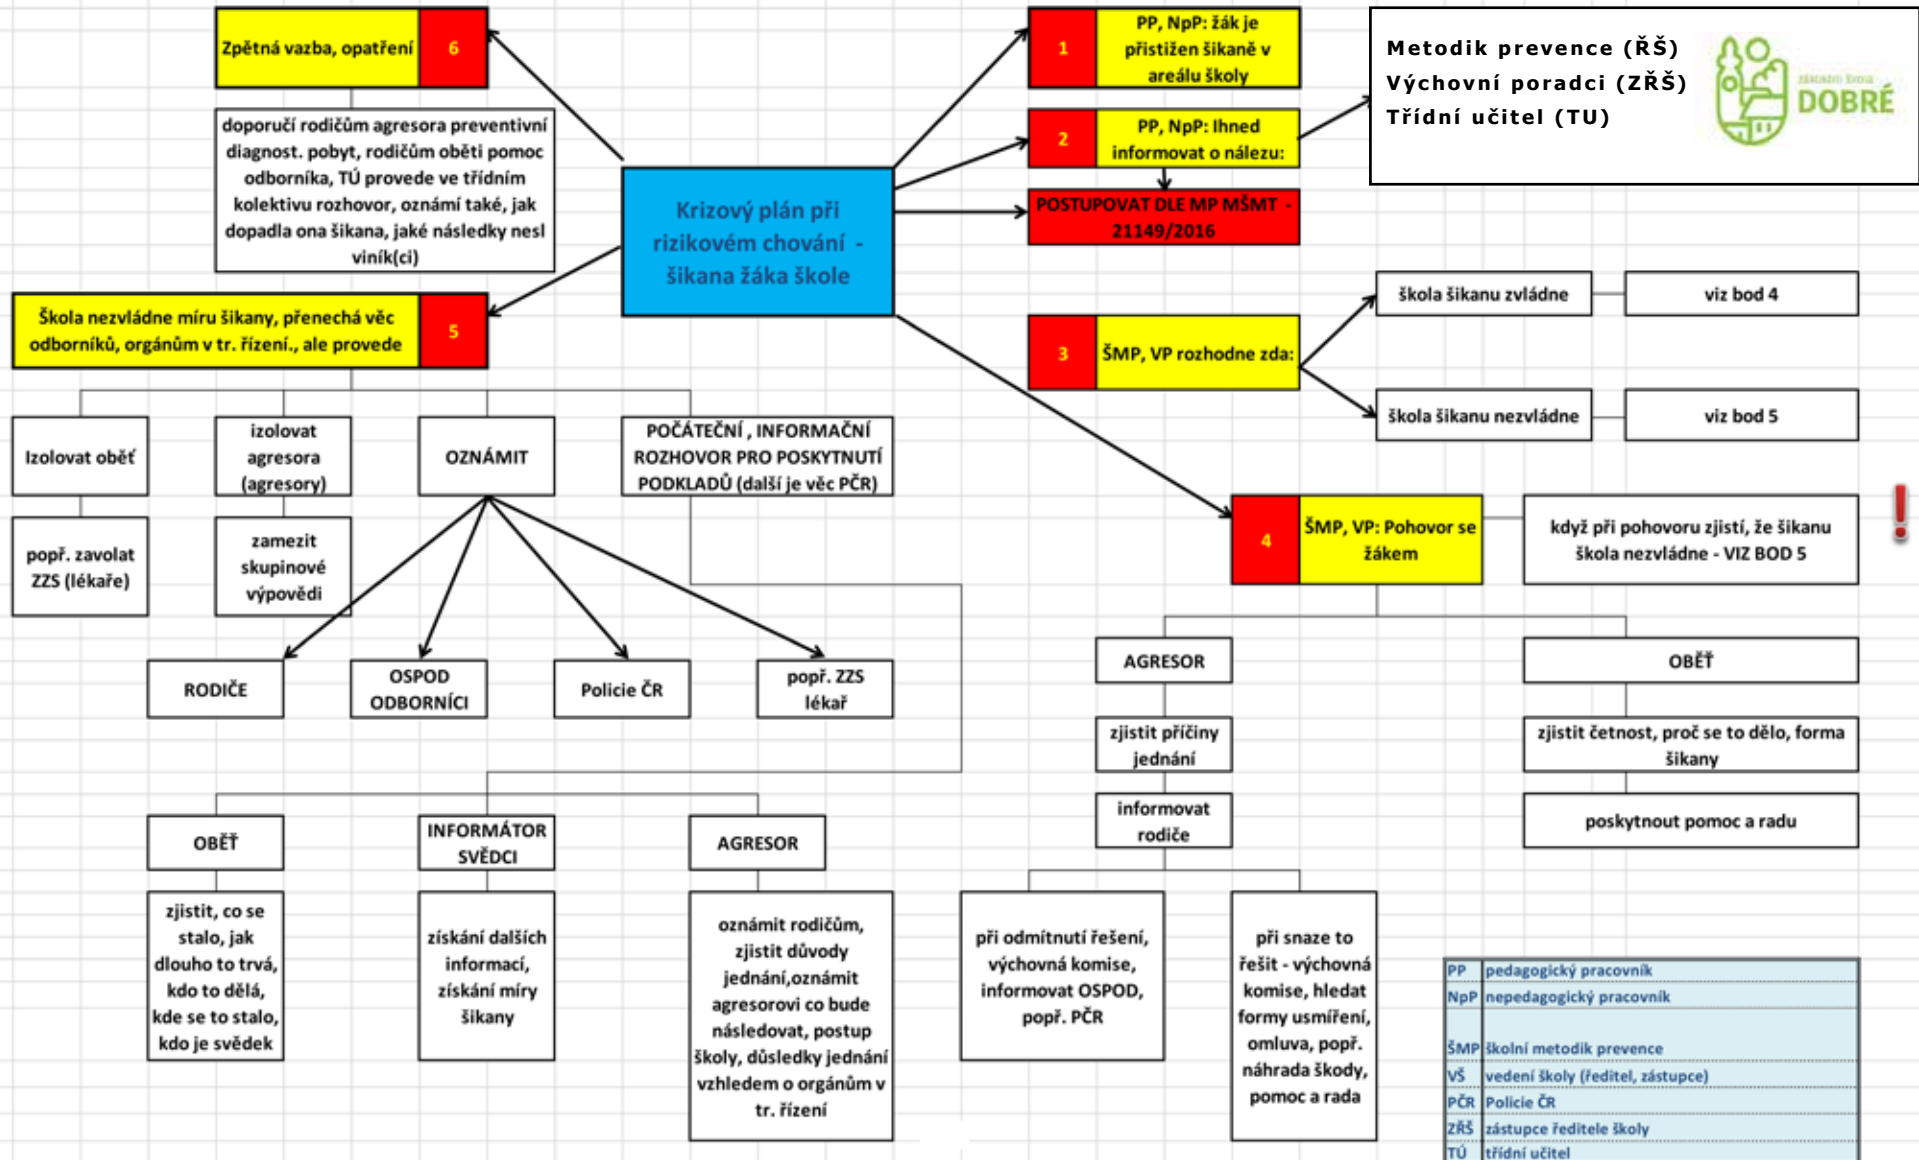 Zpětná vazba, opatření
6
doporučí rodičům agresora preventivní
diagnost. pobyt, rodičům oběti pomoc
odborníka, TÚ provede ve třídním
kolektivu rozhovor, oznámí také, jak
dopadla ona šikana, jaké následky nesl
viník(ci)
1
PP, NpP: žák je
přistižen šikaně v
areálu školy
2
PP, NpP: Ihned
informovat o nálezu:
POSTUPOVAT DLE MP MŠMT -
21149/2016
Metodik prevence (ŘŠ)
Výchovní poradci (ZŘŠ)
Třídní učitel (TU)
základní škola
DOBRÉ
Krizový plán při
rizikovém chování -
šikana žáka škole
Škola nezvládne míru šikany, přenechá věc
odborníků, orgánům v tr. řízení., ale provede
5
3
ŠMP, VP rozhodne zda:
škola šikanu zvládne
viz bod 4
škola šikanu nezvládne
viz bod 5
Izolovat oběť
izolovat
agresora
(agresory)
OZNÁMIT
POČÁTEČNÍ , INFORMAČNÍ
ROZHOVOR PRO POSKYTNUTÍ
PODKLADŮ (další je věc PČR)
popř. zavolat
ZZS (lékaře)
zamezit
skupinové
výpovědi
4
ŠMP, VP: Pohovor se
žákem
když při pohovoru zjistí, že šikanu
škola nezvládne - VIZ BOD 5
!
RODIČE
OSPOD
ODBORNÍCI
Policie ČR
popř. ZZS
lékař
AGRESOR
OBĚŤ
zjistit příčiny
jednání
zjistit četnost, proč se to dělo, forma
šikany
informovat
rodiče
poskytnout pomoc a radu
OBĚŤ
INFORMÁTOR
SVĚDCI
AGRESOR
zjistit, co se
stalo, jak
dlouho to trvá,
kdo to dělá,
kde se to stalo,
kdo je svědek
získání dalších
informací,
získání míry
šikany
oznámit rodičům,
zjistit důvody
jednání,oznámit
agresorovi co bude
následovat, postup
školy, důsledky jednání
vzhledem o orgánům v
tr. řízení
při odmítnutí řešení,
výchovná komise,
informovat OSPOD,
popř. PČR
při snaze to
řešit - výchovná
komise, hledat
formy usmíření,
omluva, popř.
náhrada škody,
pomoc a rada
PP pedagogický pracovník
NpP nepedagogický pracovník
ŠMP školní metodik prevence
VŠ vedení školy (ředitel, zástupce)
PČR Policie ČR
ZŘŠ zástupce ředitele školy
TÚ třídní učitel